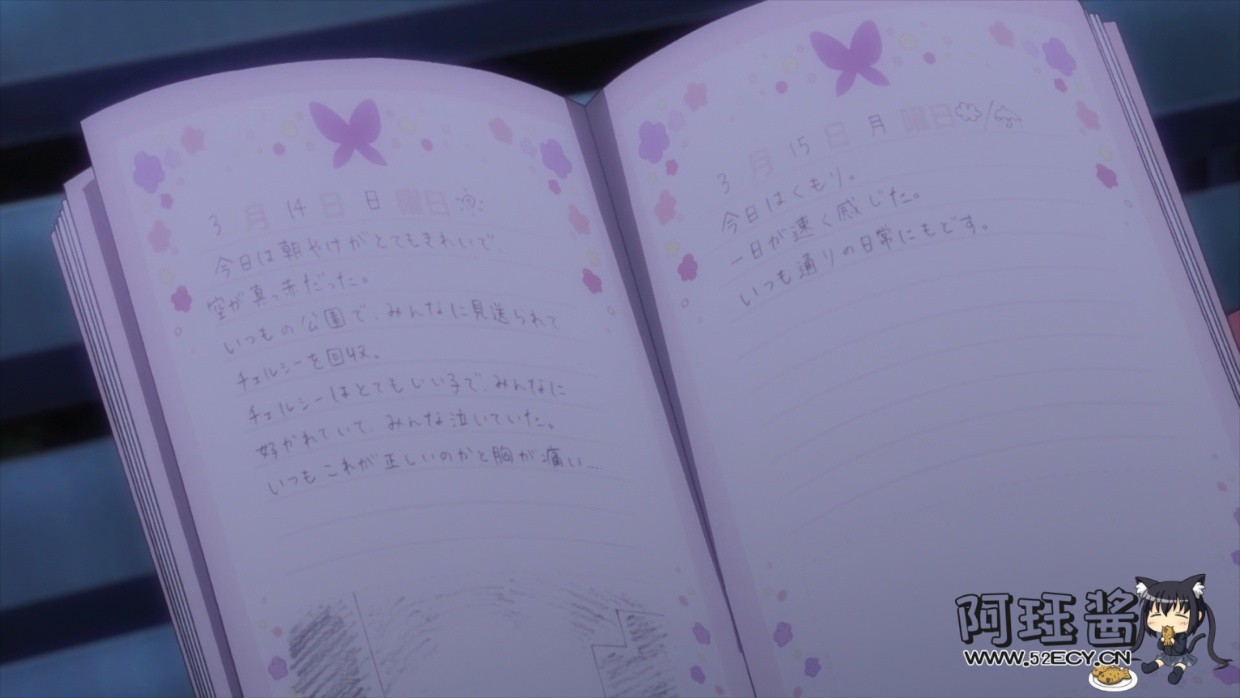 3月14日 日 曜日
今日は朝やけがとてもきれいで、
空が真っ赤だった。
いつもの公園で、みんなに見送られて
チェルシーを回収。
チェルシーはとてもいい子で、みんなに
好かれていて、みんな泣いていた。
いつもこれが正しいのかと胸が痛い…
3月15日 月 曜日 /
今日はくもり。
一日が速く感じた。
いつも通りの日常にもどす。
阿珏酱
WWW.52ECY.CN